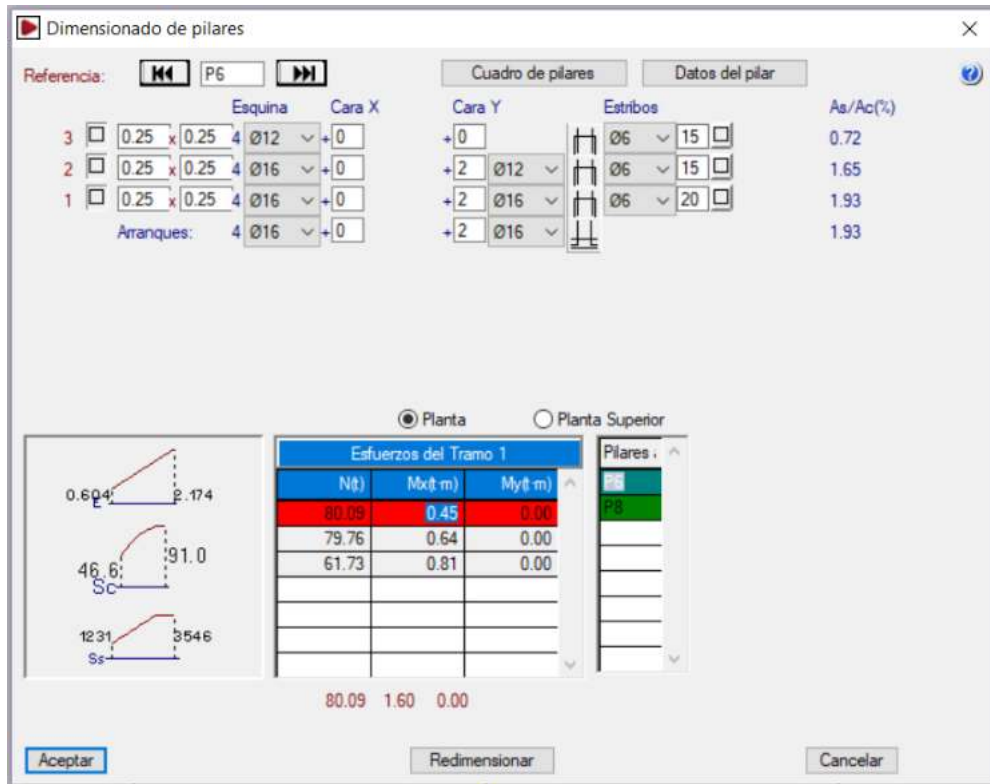 Dimensionado de pilares
Referencia: P6 Cuadro de pilares Datos del pilar
Esquina Cara X Cara Y Estribos As/Ac(%)
3 0.25 x 0.25 4 Ø12 +0 +0 Ø6 15 0.72
2 0.25 x 0.25 4 Ø16 +0 +2 Ø12 Ø6 15 1.65
1 0.25 x 0.25 4 Ø16 +0 +2 Ø16 Ø6 20 1.93
Arranques: 4 Ø16 +0 +2 Ø16 1.93
Planta Planta Superior
Esfuerzos del Tramo 1 Pilares
N(t) Mx(t·m) My(t·m) P6
80.09 0.45 0.00 P8
79.76 0.64 0.00
61.73 0.81 0.00
0.604 2.174
E
46.6 91.0
Sc
1231 3546
Ss
80.09 1.60 0.00
Aceptar Redimensionar Cancelar